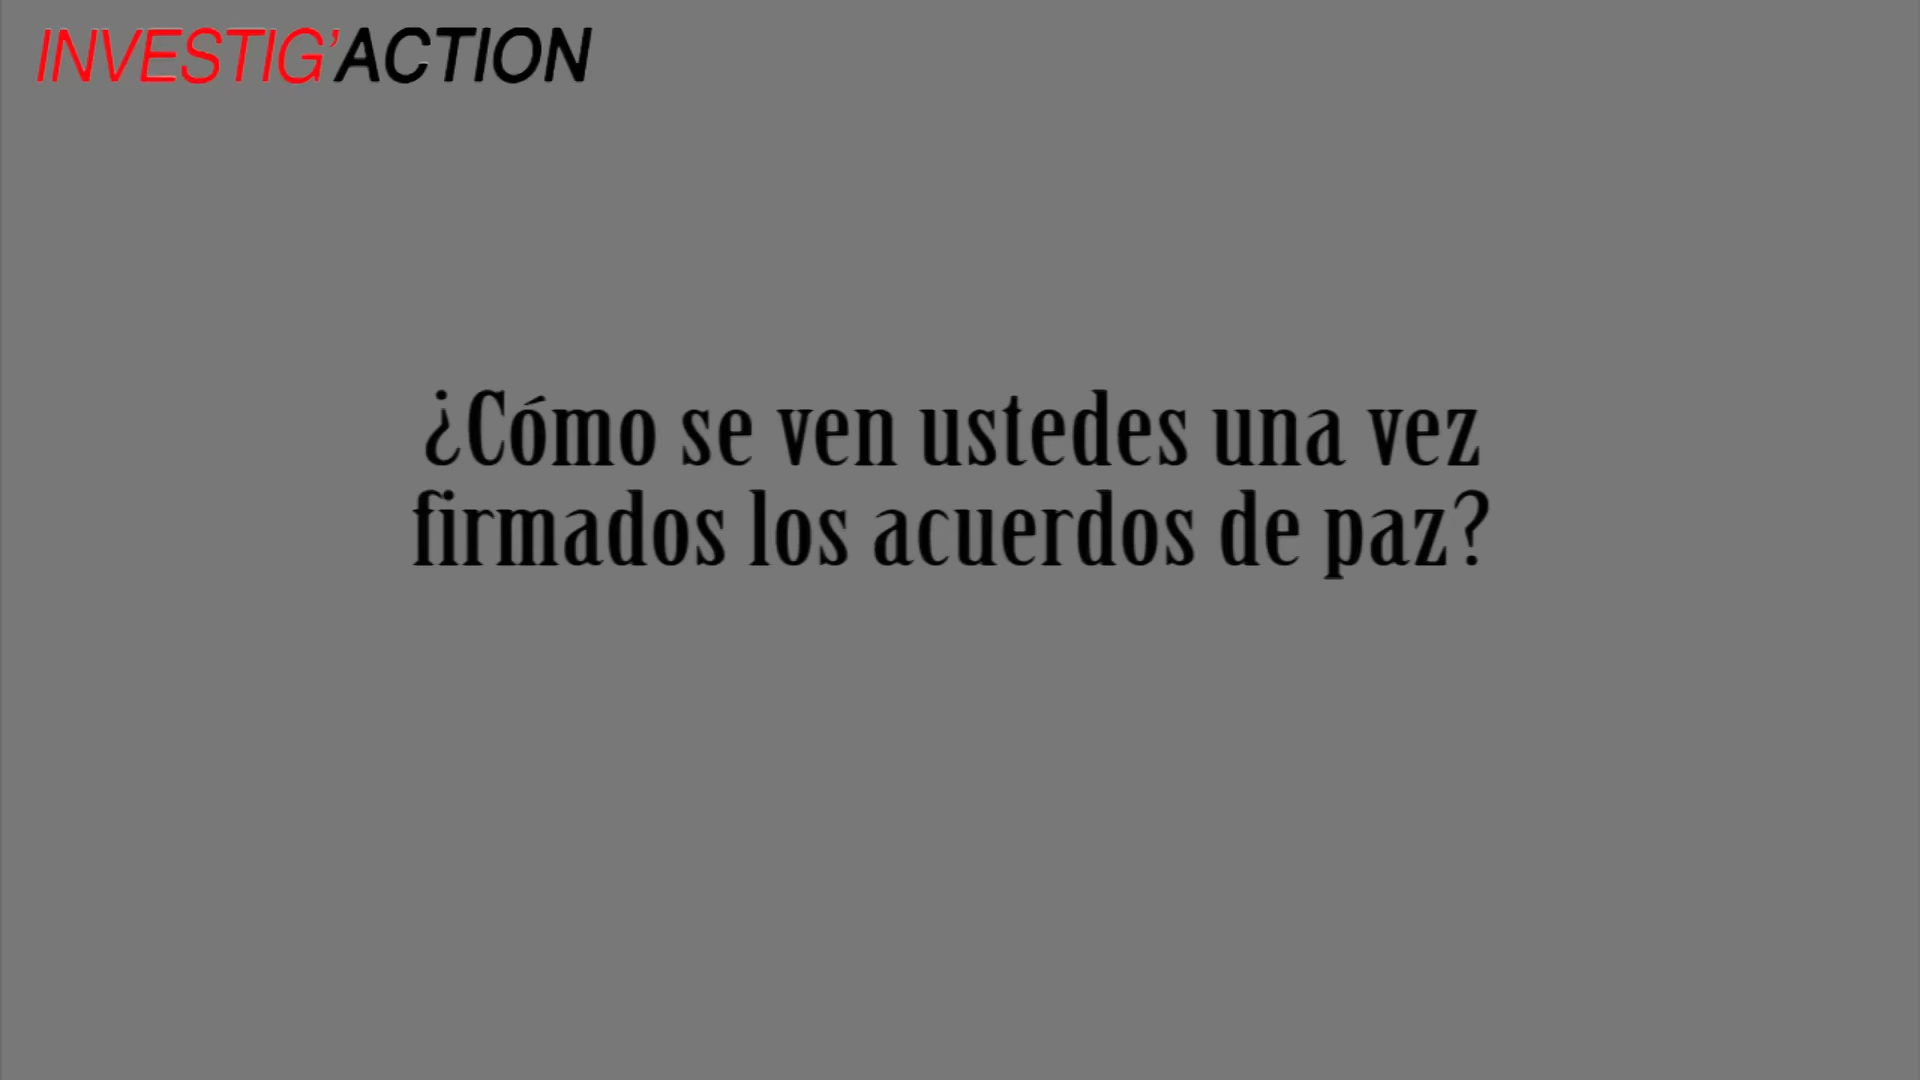 INVESTIG'ACTION
¿Cómo se ven ustedes una vez
firmados los acuerdos de paz?